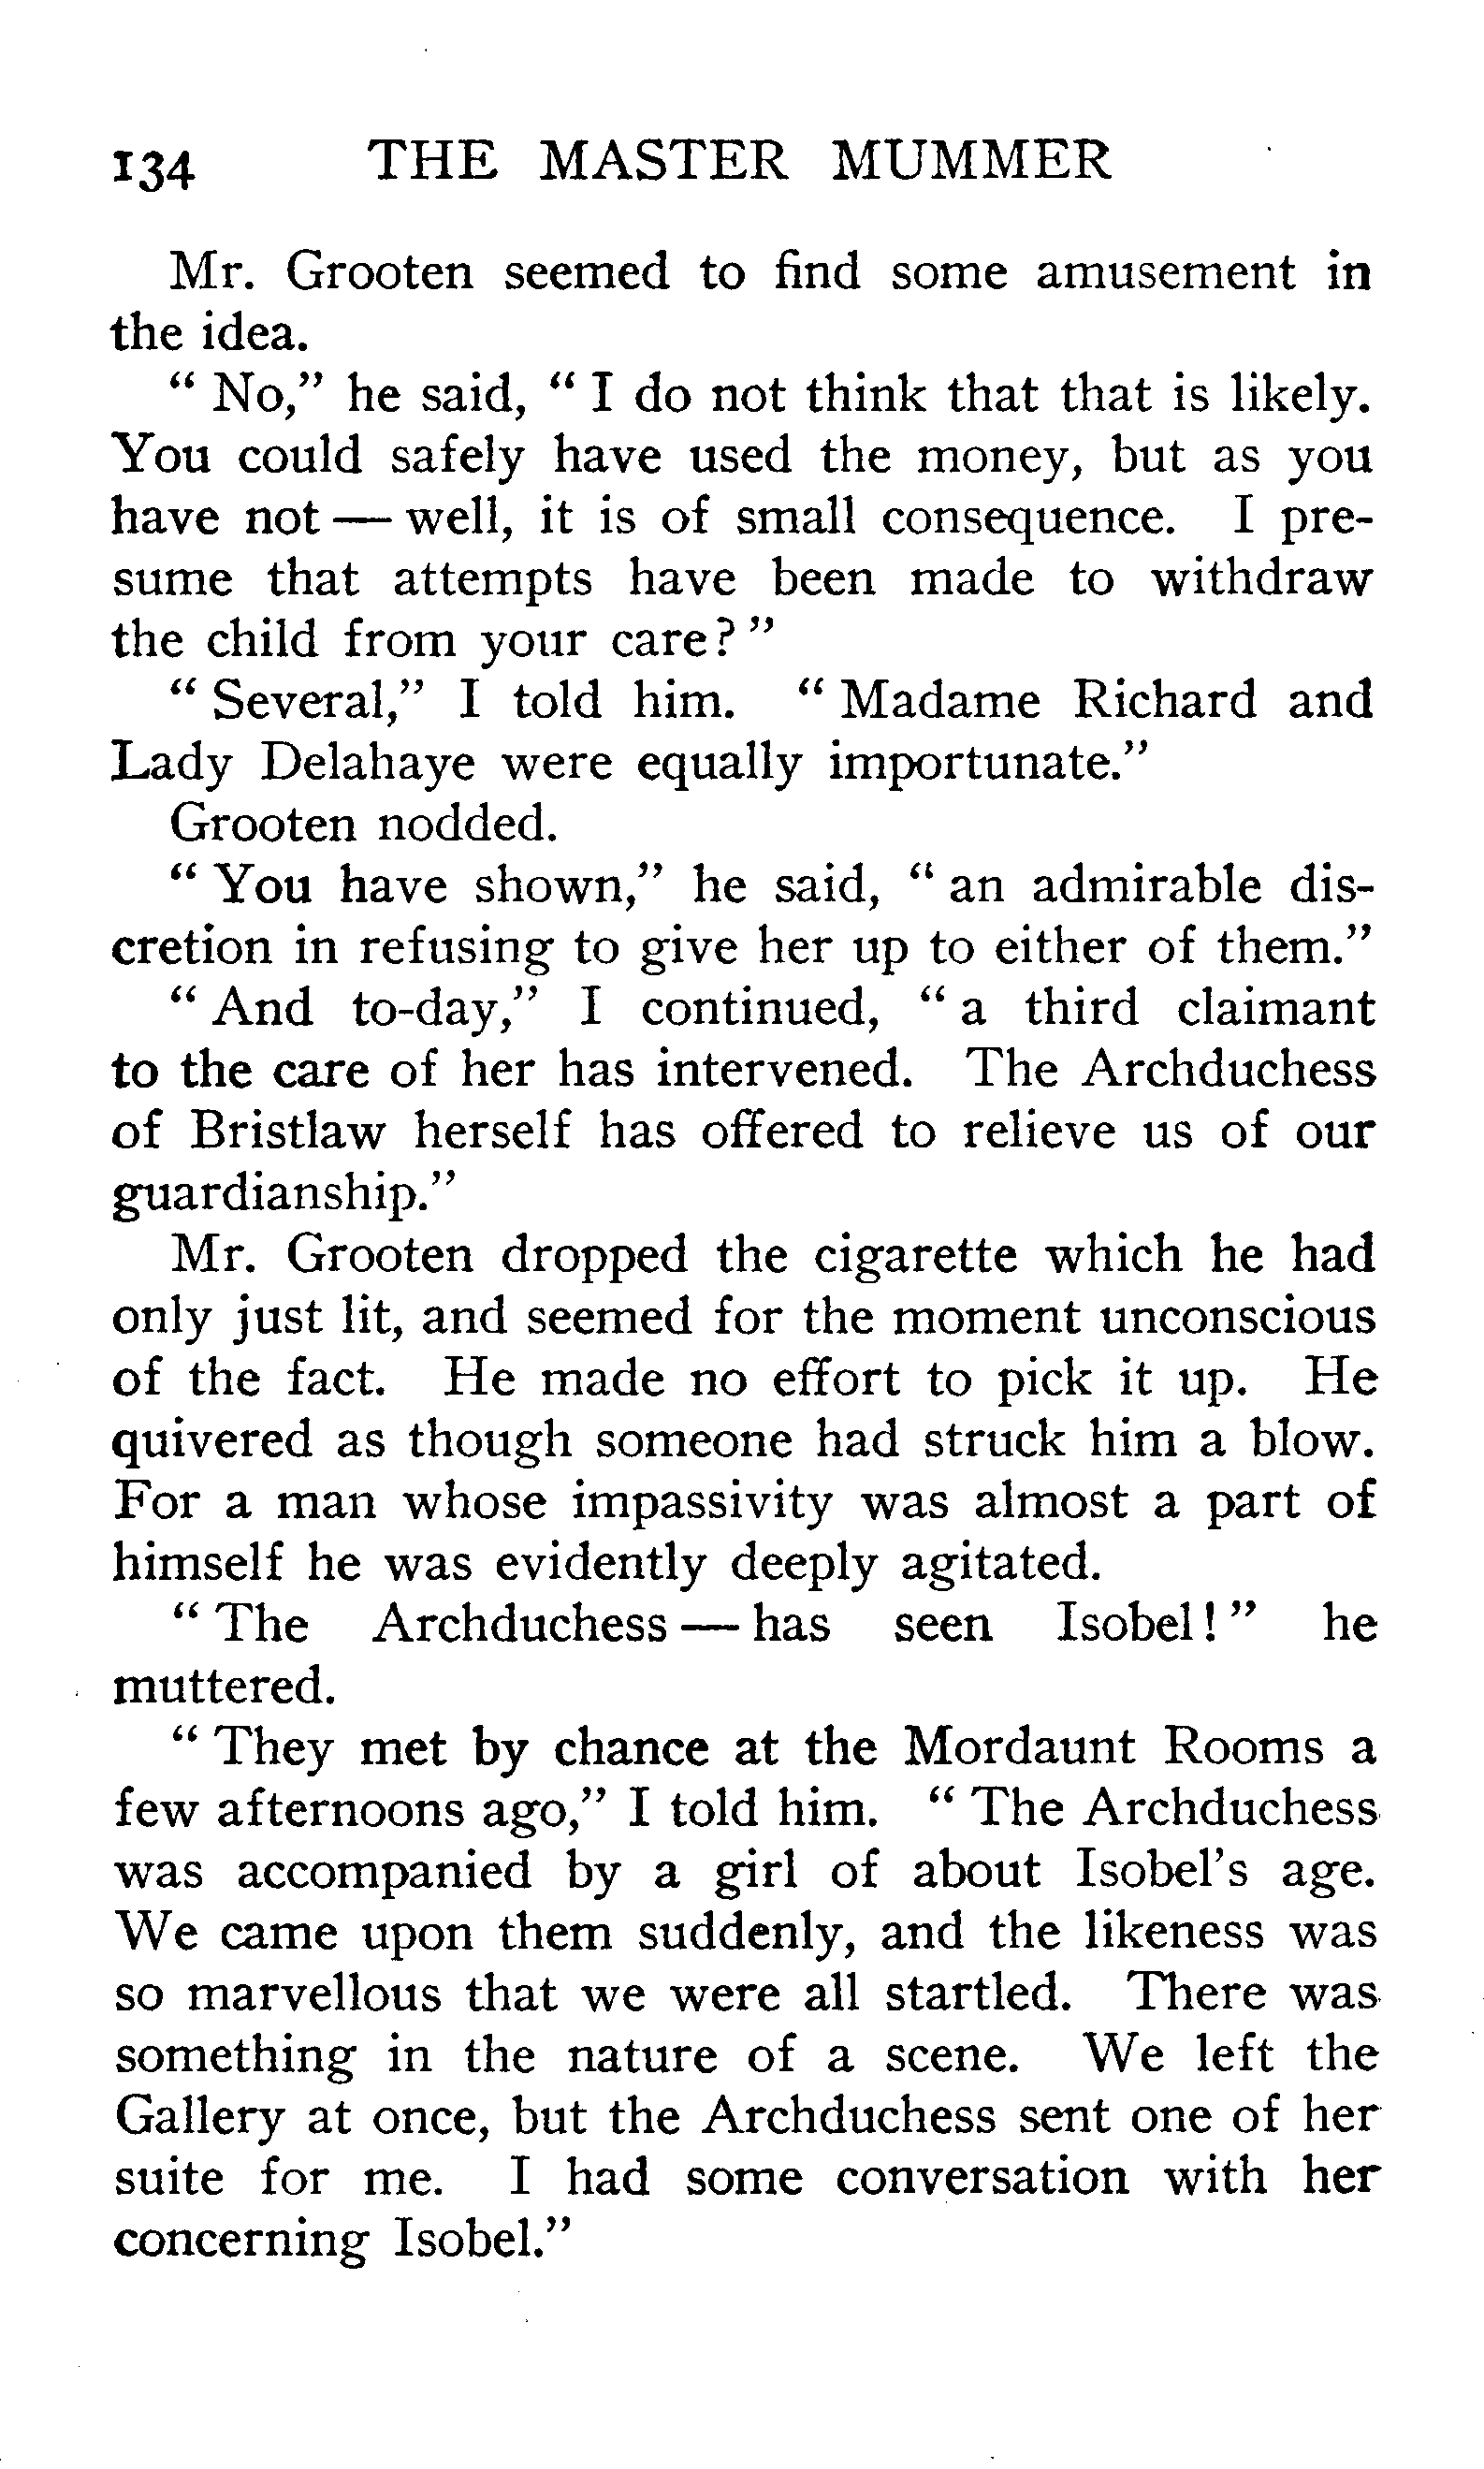 134 THE MASTER MUMMER
Mr. Grooten seemed to find some amusement in
the idea.
“ No,” he said, “ I do not think that that is likely.
You could safely have used the money, but as you
have not — well, it is of small consequence. I pre-
sume that attempts have been made to withdraw
the child from your care? ”
“ Several,” I told him. “ Madame Richard and
Lady Delahaye were equally importunate.”
Grooten nodded.
“ You have shown,” he said, “ an admirable dis-
cretion in refusing to give her up to either of them.”
“ And to-day,” I continued, “ a third claimant
to the care of her has intervened. The Archduchess
of Bristlaw herself has offered to relieve us of our
guardianship.”
Mr. Grooten dropped the cigarette which he had
only just lit, and seemed for the moment unconscious
of the fact. He made no effort to pick it up. He
quivered as though someone had struck him a blow.
For a man whose impassivity was almost a part of
himself he was evidently deeply agitated.
“ The Archduchess — has seen Isobel! ” he
muttered.
“ They met by chance at the Mordaunt Rooms a
few afternoons ago,” I told him. “ The Archduchess
was accompanied by a girl of about Isobel’s age.
We came upon them suddenly, and the likeness was
so marvellous that we were all startled. There was
something in the nature of a scene. We left the
Gallery at once, but the Archduchess sent one of her
suite for me. I had some conversation with her
concerning Isobel.”